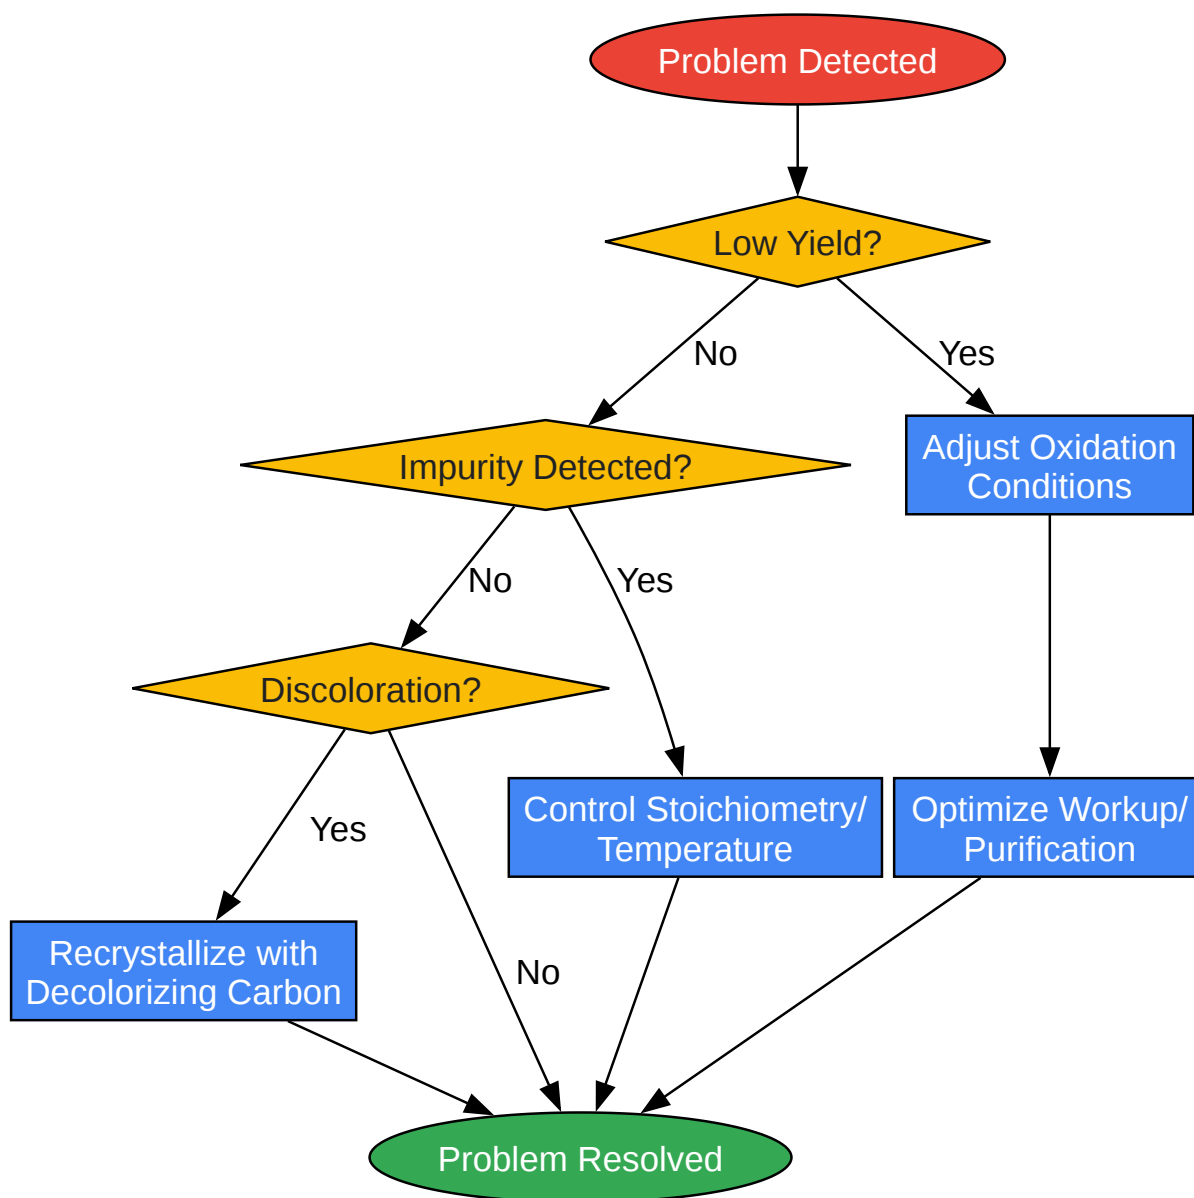 Problem Detected
Low Yield?
No
Yes
Adjust Oxidation
Conditions
Impurity Detected?
No
Yes
Discoloration?
Yes
Control Stoichiometry/
Temperature
Optimize Workup/
Purification
Recrystallize with
Decolorizing Carbon
No
Problem Resolved